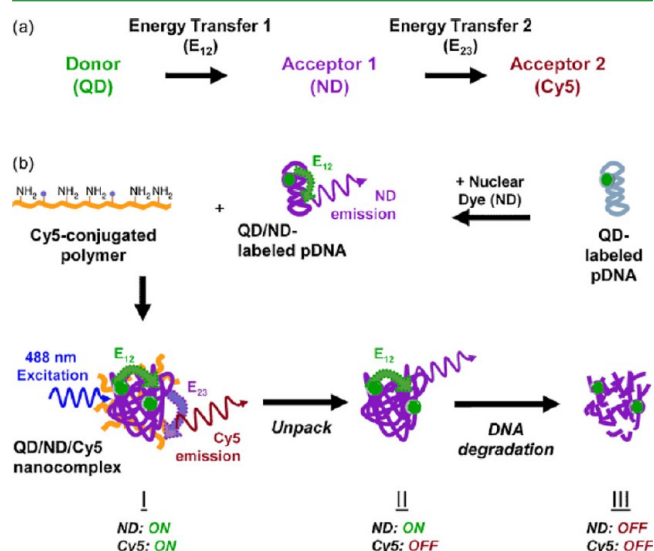 (a)
Energy Transfer 1
(E12)
Energy Transfer 2
(E23)
Donor
(QD)
Acceptor 1
(ND)
Acceptor 2
(Cy5)
(b)
NH2 NH2 NH2 NH2NH2
Cy5-conjugated
polymer
+
E12
ND
emission
QD/ND-
labeled pDNA
+ Nuclear
Dye (ND)
QD-
labeled
pDNA
488 nm
Excitation
E12
E23
Cy5
emission
QD/ND/Cy5
nanocomplex
Unpack
E12
DNA
degradation
I
II
III
ND: ON
Cy5: ON
ND: ON
Cy5: OFF
ND: OFF
Cy5: OFF